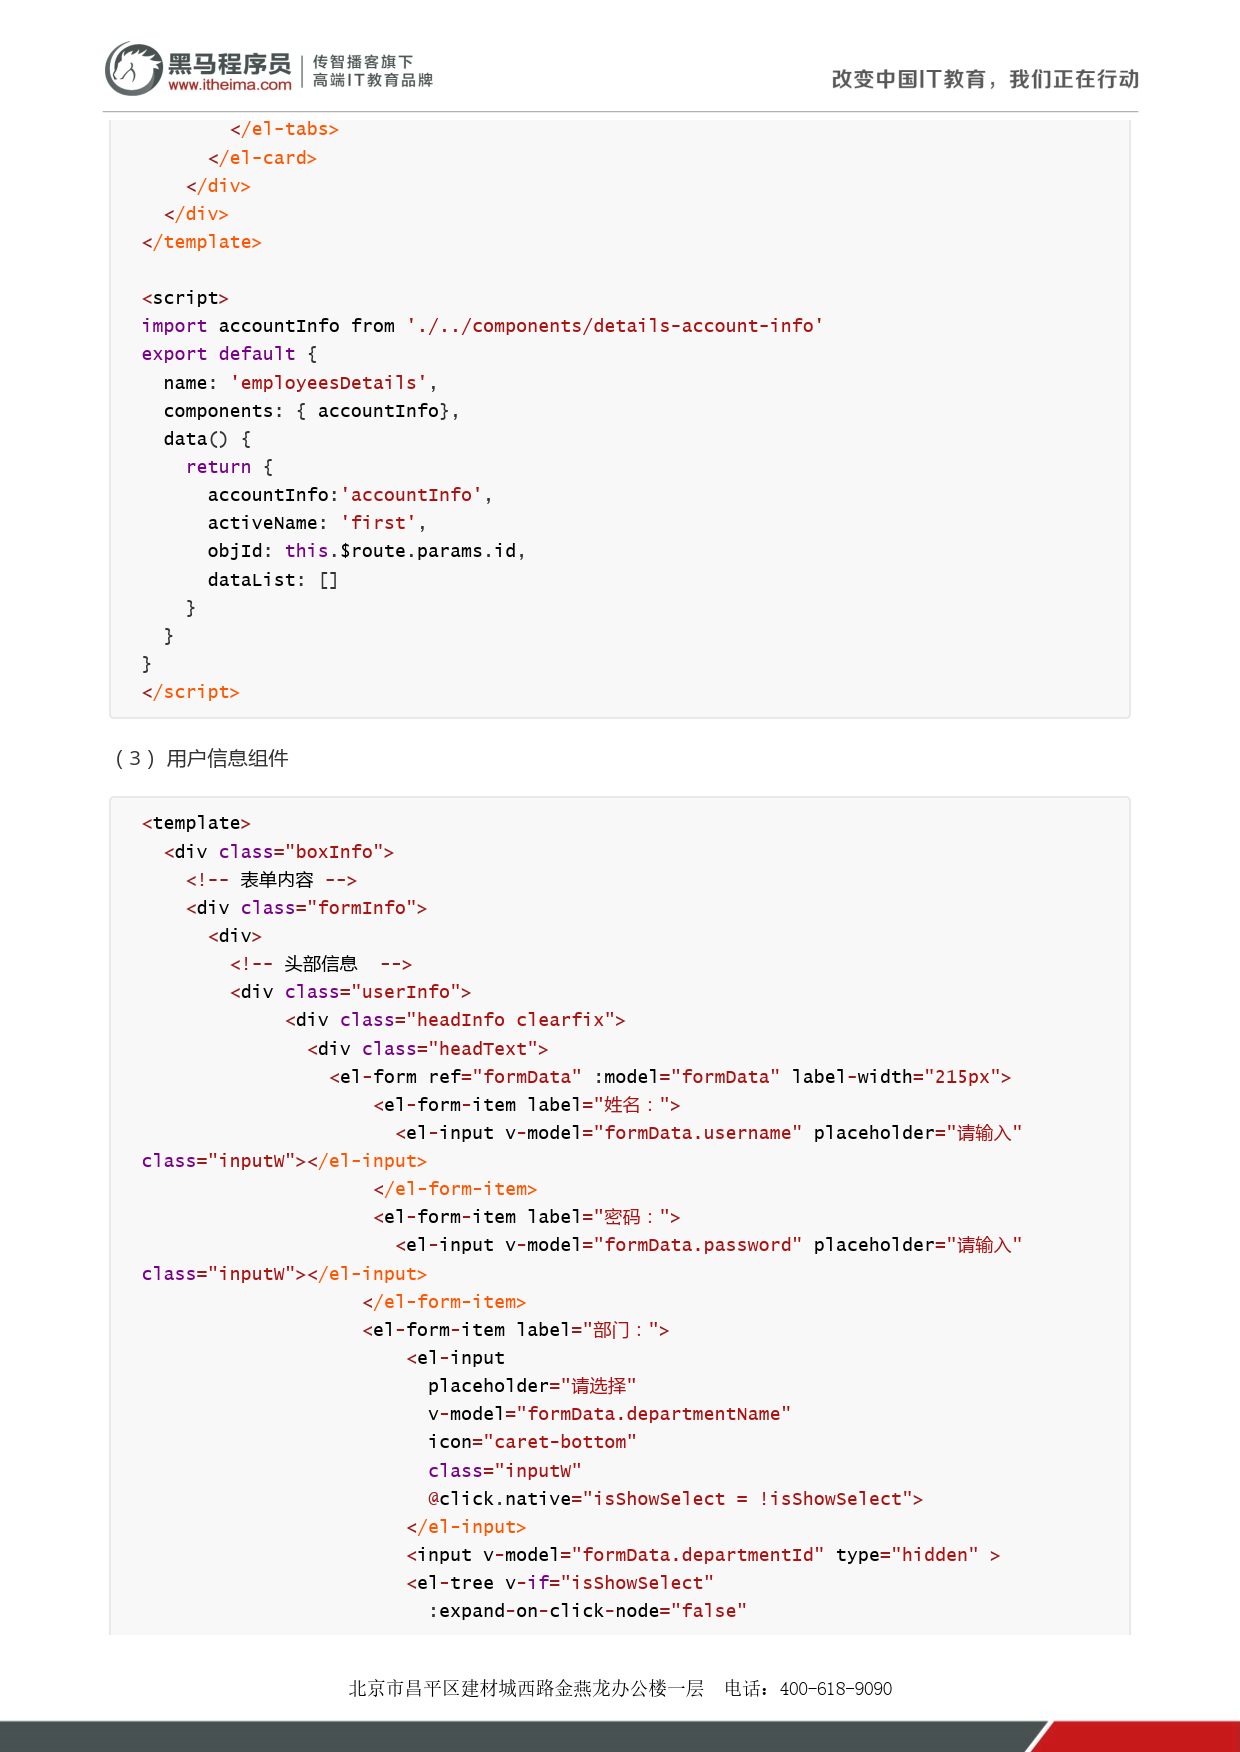 黑马程序员
www.itheima.com
传智播客旗下
高端IT教育品牌
改变中国IT教育，我们正在行动
        </el-tabs>
      </el-card>
    </div>
  </div>
</template>

<script>
import accountInfo from './../components/details-account-info'
export default {
  name: 'employeesDetails',
  components: { accountInfo},
  data() {
    return {
      accountInfo:'accountInfo',
      activeName: 'first',
      objId: this.$route.params.id,
      dataList: []
    }
  }
}
</script>
（3）用户信息组件
<template>
  <div class="boxInfo">
    <!-- 表单内容 -->
    <div class="formInfo">
      <div>
        <!-- 头部信息  -->
        <div class="userInfo">
             <div class="headInfo clearfix">
               <div class="headText">
                 <el-form ref="formData" :model="formData" label-width="215px">
                     <el-form-item label="姓名：">
                       <el-input v-model="formData.username" placeholder="请输入"
class="inputW"></el-input>
                     </el-form-item>
                     <el-form-item label="密码：">
                       <el-input v-model="formData.password" placeholder="请输入"
class="inputW"></el-input>
                    </el-form-item>
                    <el-form-item label="部门：">
                        <el-input
                          placeholder="请选择"
                          v-model="formData.departmentName"
                          icon="caret-bottom"
                          class="inputW"
                          @click.native="isShowSelect = !isShowSelect">
                        </el-input>
                        <input v-model="formData.departmentId" type="hidden" >
                        <el-tree v-if="isShowSelect"
                          :expand-on-click-node="false"
北京市昌平区建材城西路金燕龙办公楼一层  电话：400-618-9090